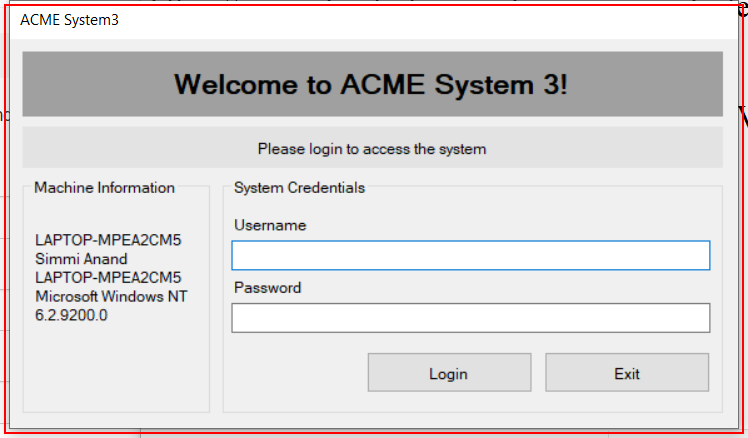 ACME System3
Welcome to ACME System 3!
Please login to access the system
Machine Information
LAPTOP-MPEA2CM5
Simmi Anand
LAPTOP-MPEA2CM5
Microsoft Windows NT
6.2.9200.0
System Credentials
Username
Password
Login
Exit